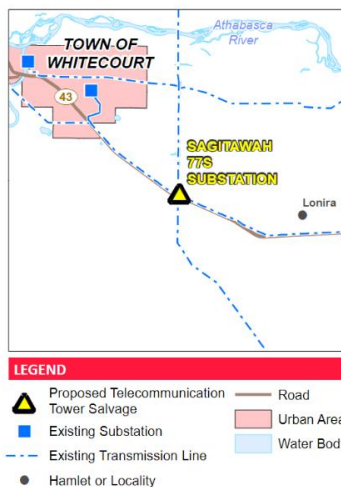 Athabasca
River
TOWN OF
WHITECOURT
43
SAGITAWAH
77S
SUBSTATION
Lonira
LEGEND
Proposed Telecommunication
Tower Salvage
Existing Substation
Existing Transmission Line
Hamlet or Locality
Road
Urban Area
Water Bod